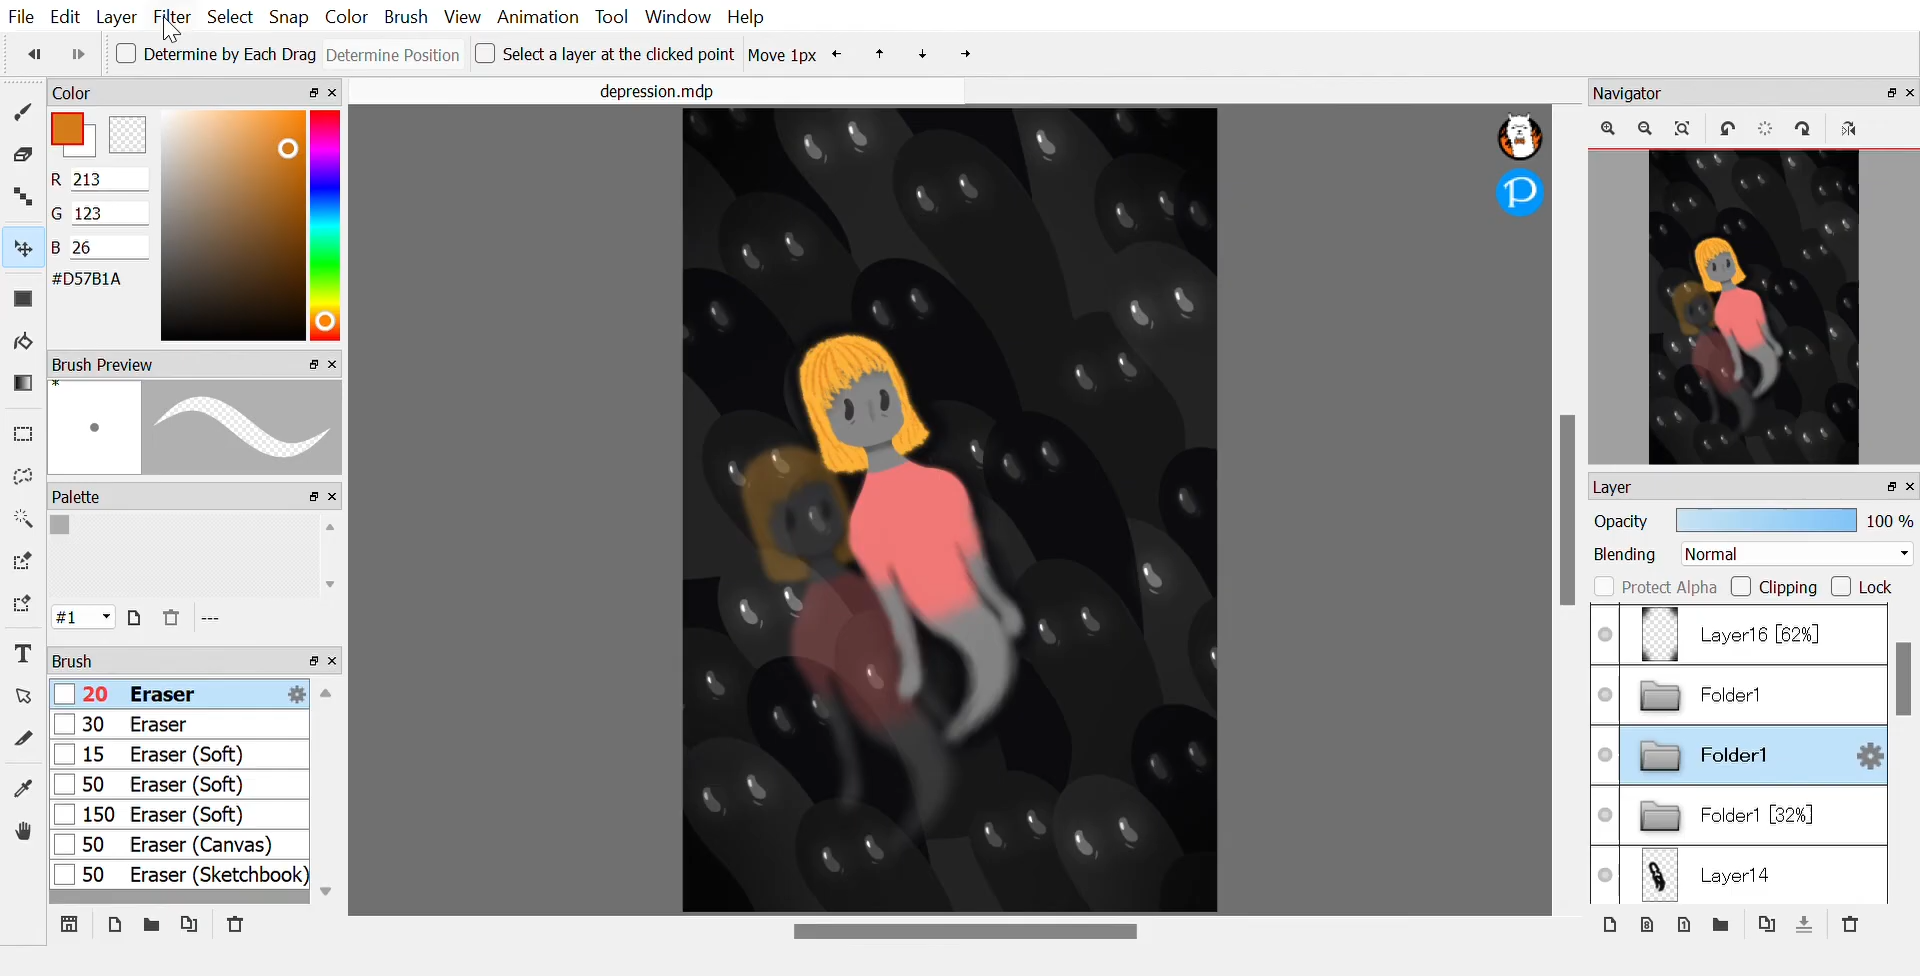 File Edit Layer Filter Select Snap Color Brush View Animation Tool Window Help
Determine by Each Drag Determine Position Select a layer at the clicked point Move 1px
Color
depression.mdp
Navigator
R 213
G 123
B 26
#D57B1A
Brush Preview
*
Palette
#1
---
Brush
20 Eraser
30 Eraser
15 Eraser (Soft)
50 Eraser (Soft)
150 Eraser (Soft)
50 Eraser (Canvas)
50 Eraser (Sketchbook)
P
Layer
Opacity 100 %
Blending Normal
Protect Alpha Clipping Lock
Layer16 [62%]
Folder1
Folder1
Folder1 [32%]
Layer14